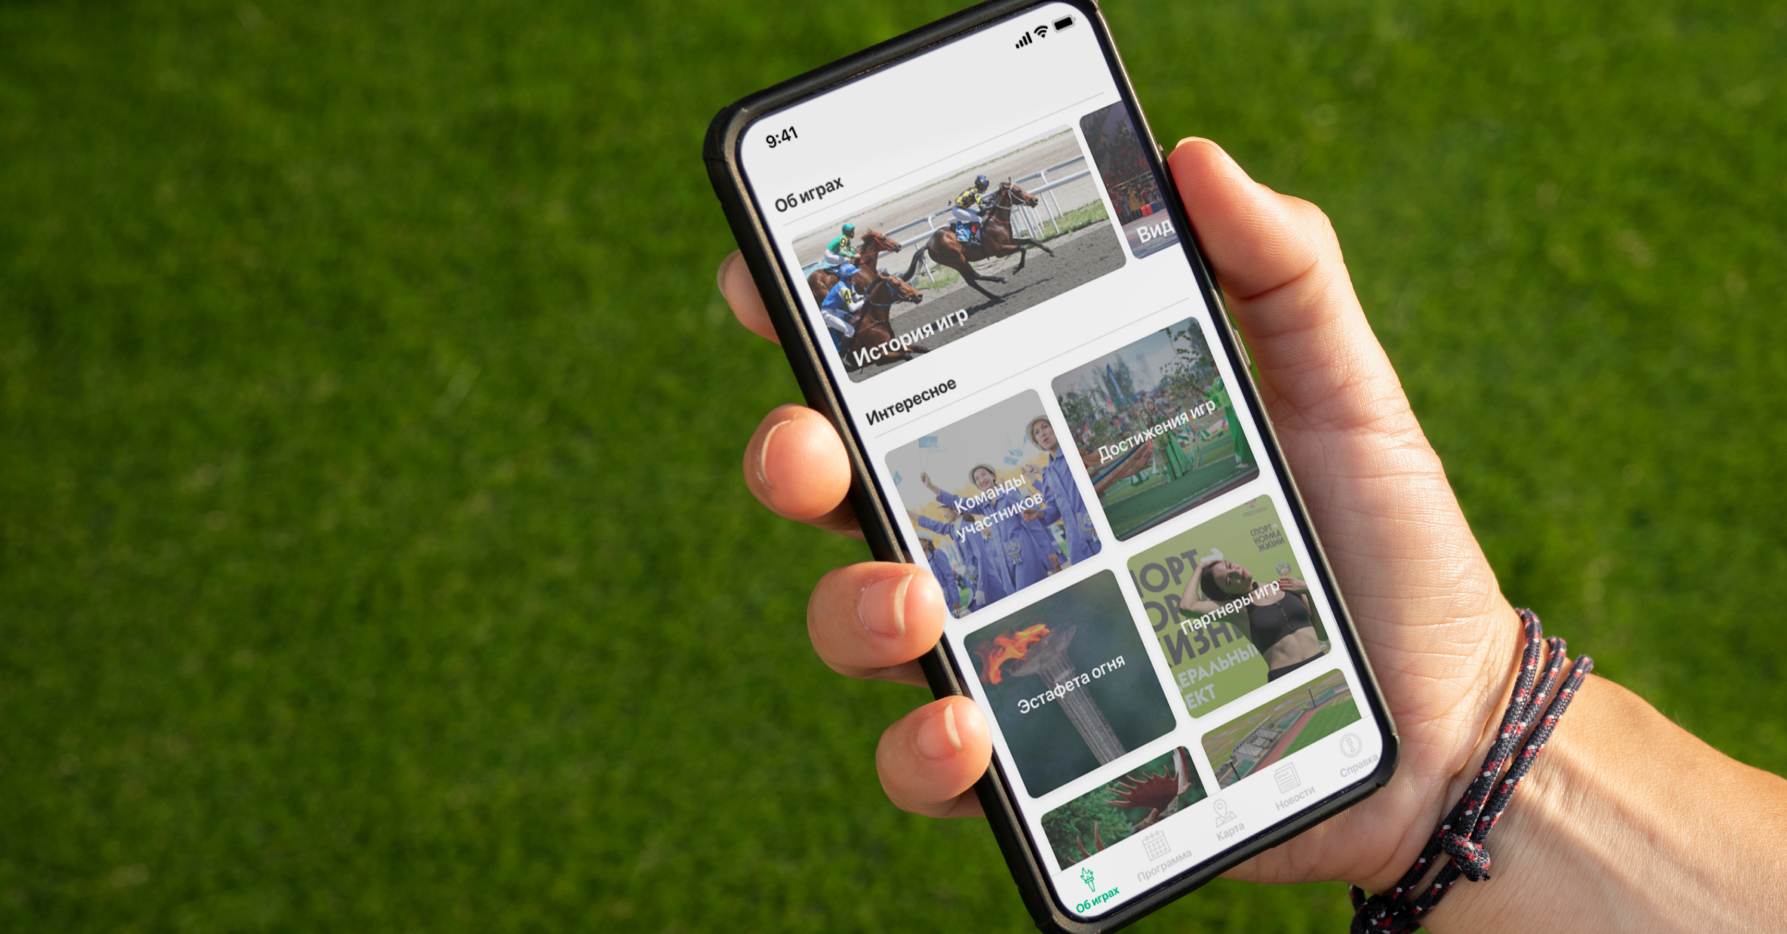 9:41
Об играх
История игр
Вид
Интересное
Команды
участников
Достижения игр
Эстафета огня
Партнеры игр
СПОРТ
НОРМА
ЖИЗНИ
ОРТ
ОР
ИЗНИ
ЕРАЛЬНЫЙ
ЕКТ
Об играх
Программа
Карта
Новости
Справка